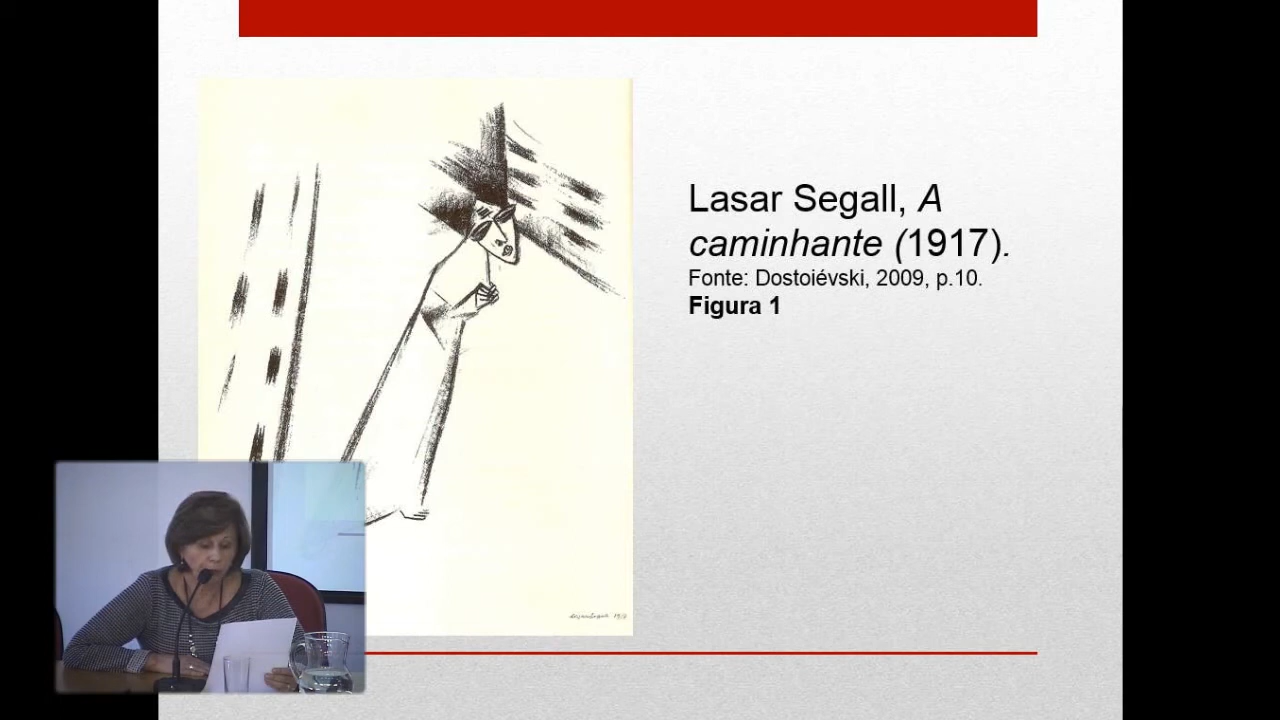 Lasar Segall, A
caminhante (1917).
Fonte: Dostoiévski, 2009, p.10.
Figura 1